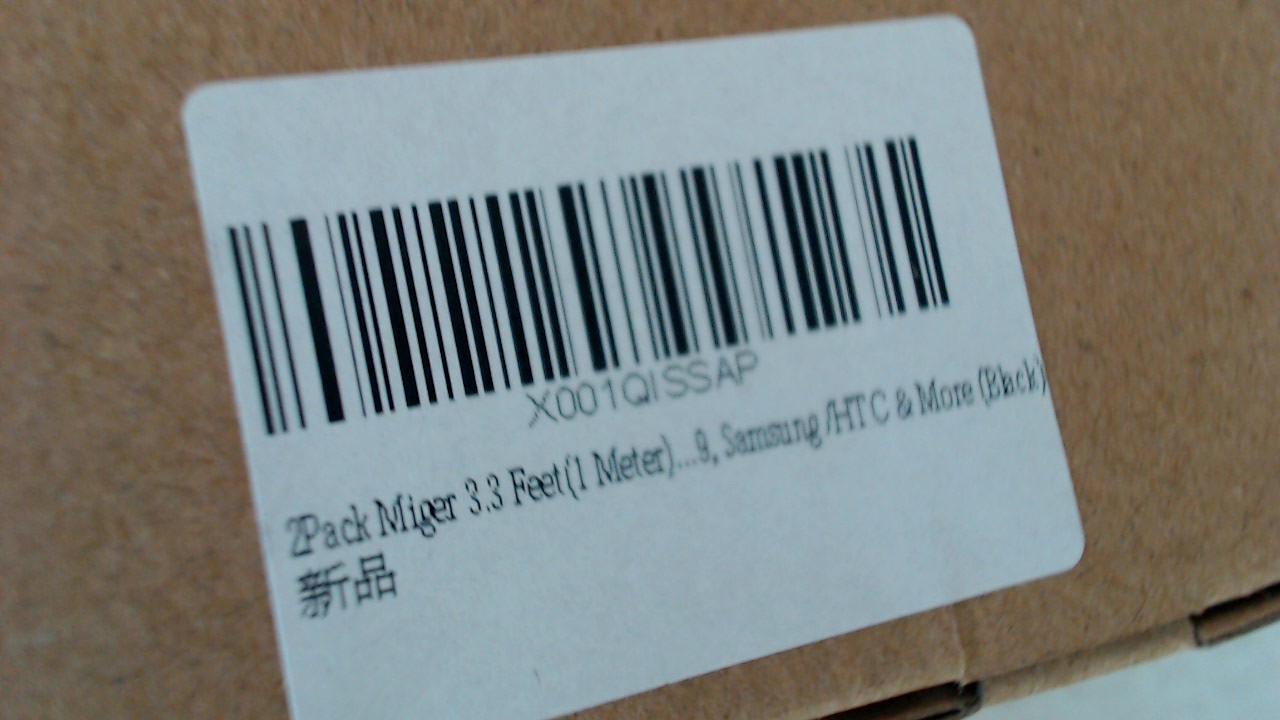 X001QISSAP
2Pack Miger 3.3 Feet(1 Meter)...9, Samsung /HTC & More (Black)
新品